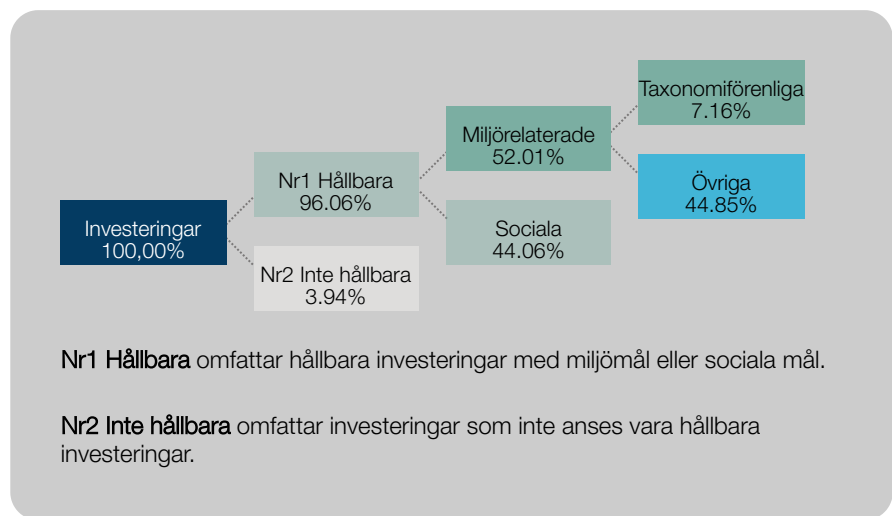 Investeringar
100,00%
Nr1 Hållbara
96.06%
Nr2 Inte hållbara
3.94%
Miljörelaterade
52.01%
Sociala
44.06%
Taxonomiförenliga
7.16%
Övriga
44.85%
Nr1 Hållbara omfattar hållbara investeringar med miljömål eller sociala mål.
Nr2 Inte hållbara omfattar investeringar som inte anses vara hållbara
investeringar.